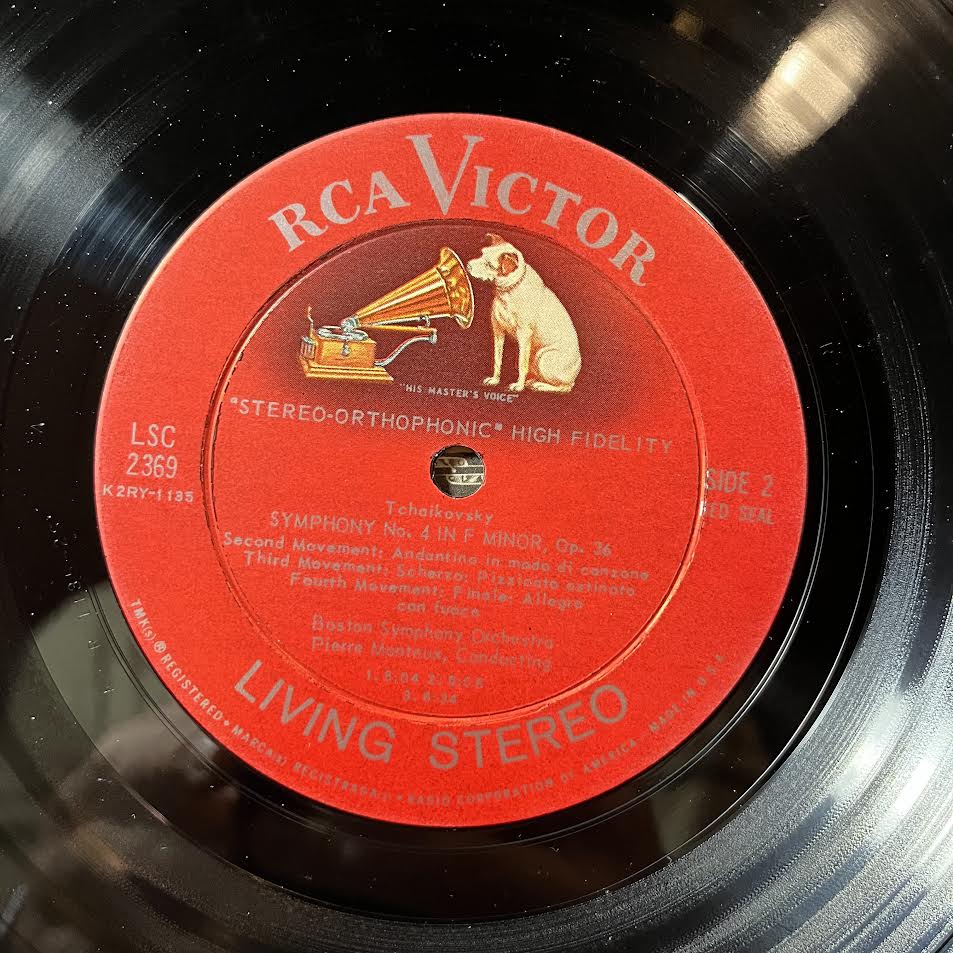 RCA VICTOR
"HIS MASTER'S VOICE"
"STEREO-ORTHOPHONIC" HIGH FIDELITY
LSC
2369
K2RY-1135
SIDE 2
RED SEAL
Tchaikovsky
SYMPHONY No. 4 IN F MINOR, Op. 36
Second Movement: Andantino in modo di canzone
Third Movement: Scherzo: Pizzicato ostinato
Fourth Movement: Finale: Allegro
con fuoco
Boston Symphony Orchestra
Pierre Monteux, Conducting
LIVING STEREO
TMK(s) ® REGISTERED • MARCA(s) REGISTRADA(s) • RADIO CORPORATION OF AMERICA - MADE IN U.S.A.